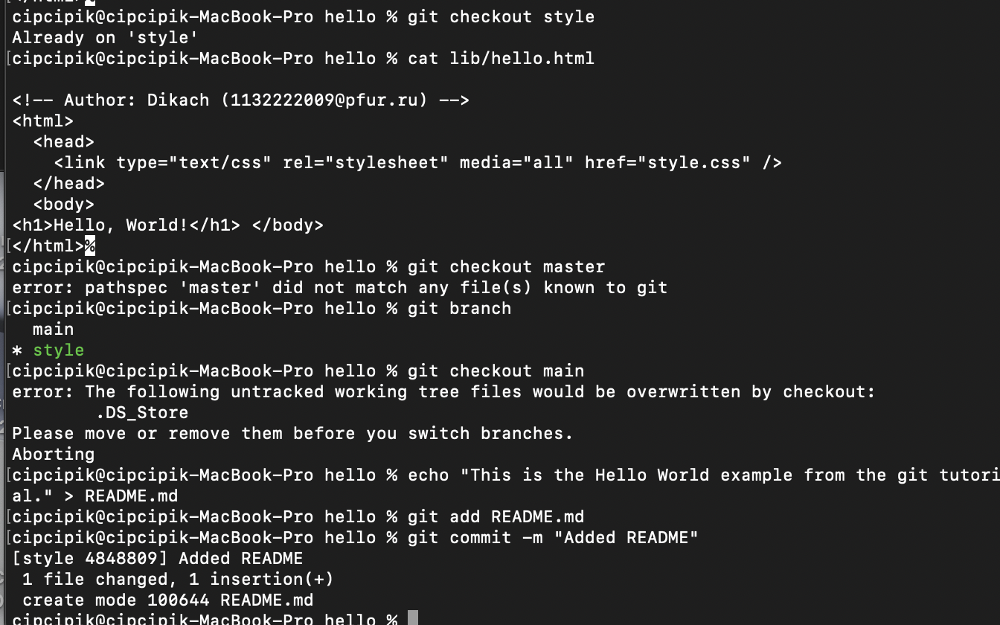 cipcipik@cipcipik-MacBook-Pro hello % git checkout style
Already on 'style'
[cipcipik@cipcipik-MacBook-Pro hello % cat lib/hello.html
<!-- Author: Dikach (1132222009@pfur.ru) -->
<html>
  <head>
    <link type="text/css" rel="stylesheet" media="all" href="style.css" />
  </head>
  <body>
<h1>Hello, World!</h1> </body>
[</html>%
cipcipik@cipcipik-MacBook-Pro hello % git checkout master
error: pathspec 'master' did not match any file(s) known to git
[cipcipik@cipcipik-MacBook-Pro hello % git branch
  main
* style
[cipcipik@cipcipik-MacBook-Pro hello % git checkout main
error: The following untracked working tree files would be overwritten by checkout:
        .DS_Store
Please move or remove them before you switch branches.
Aborting
[cipcipik@cipcipik-MacBook-Pro hello % echo "This is the Hello World example from the git tutori
al." > README.md
[cipcipik@cipcipik-MacBook-Pro hello % git add README.md
[cipcipik@cipcipik-MacBook-Pro hello % git commit -m "Added README"
[style 4848809] Added README
 1 file changed, 1 insertion(+)
 create mode 100644 README.md
cipcipik@cipcipik-MacBook-Pro hello %